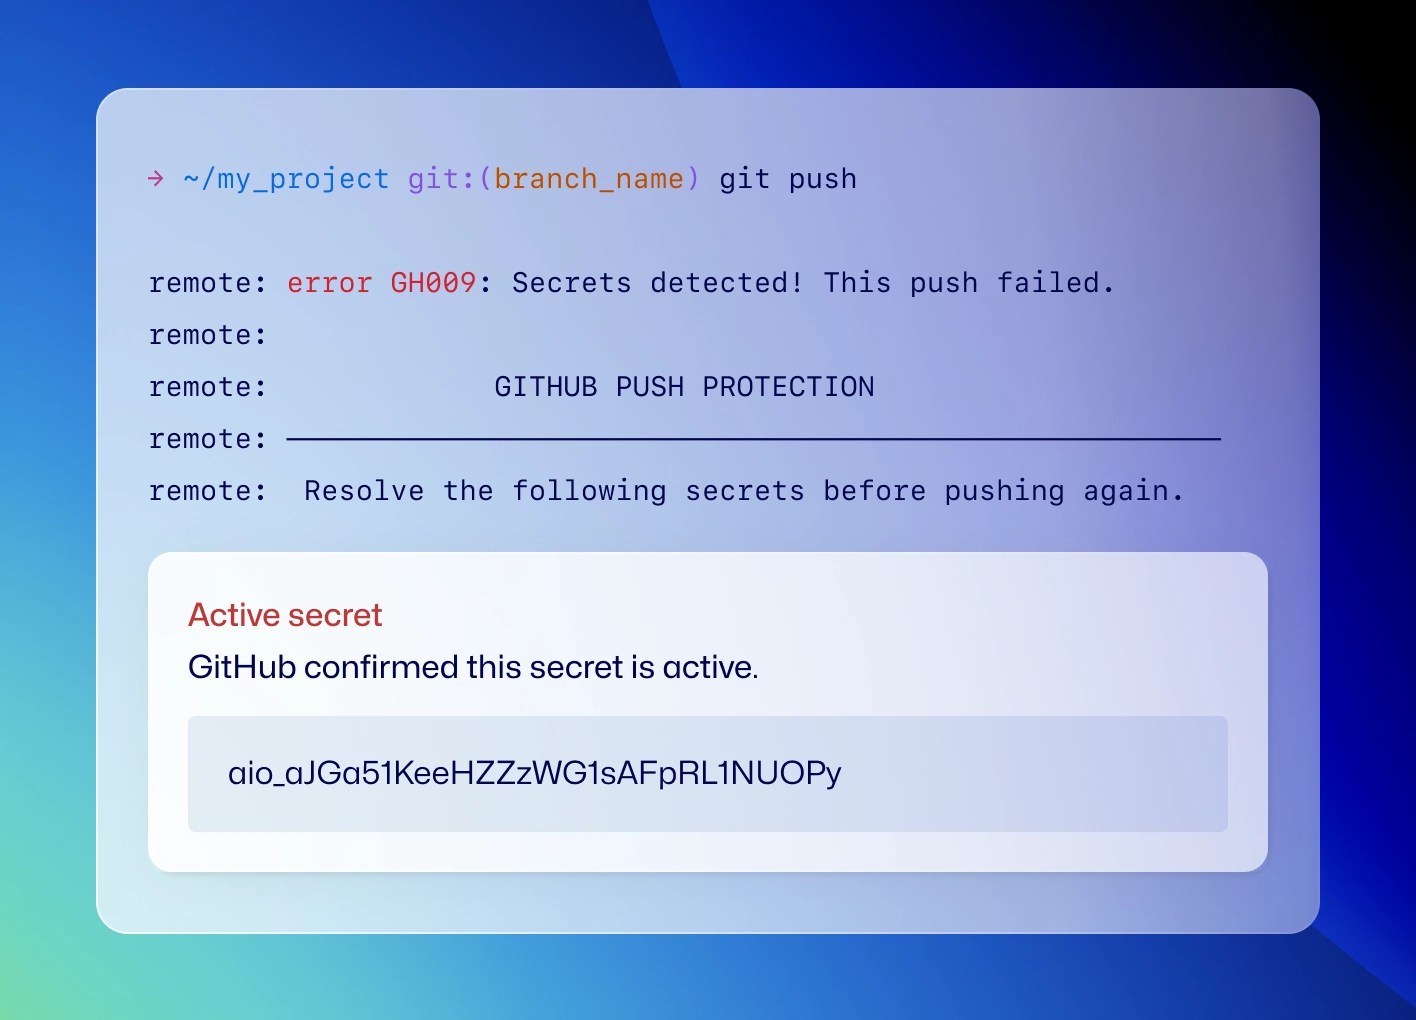 → ~/my_project git:(branch_name) git push
remote: error GH009: Secrets detected! This push failed.
remote:
remote: GITHUB PUSH PROTECTION
remote:
remote: Resolve the following secrets before pushing again.
Active secret
GitHub confirmed this secret is active.
aio_aJGa51KeeHZZzWG1sAFpRL1NUOPy